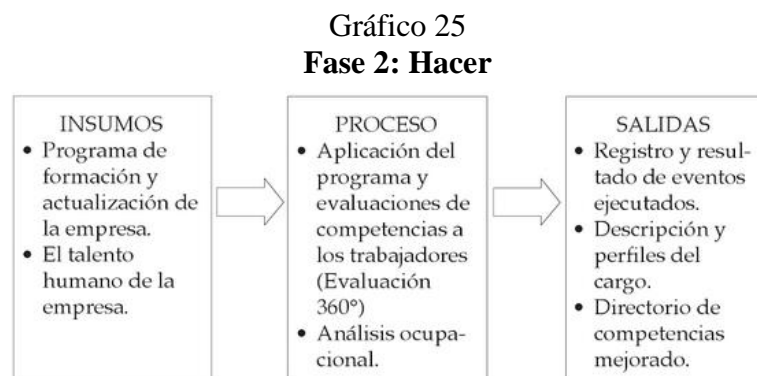 Gráfico 25
Fase 2: Hacer
INSUMOS
• Programa de
formación y
actualización de
la empresa.
• El talento
humano de la
empresa.
PROCESO
• Aplicación del
programa y
evaluaciones de
competencias a
los trabajadores
(Evaluación
360°)
• Análisis ocupa-
cional.
SALIDAS
• Registro y resul-
tado de eventos
ejecutados.
• Descripción y
perfiles del
cargo.
• Directorio de
competencias
mejorado.